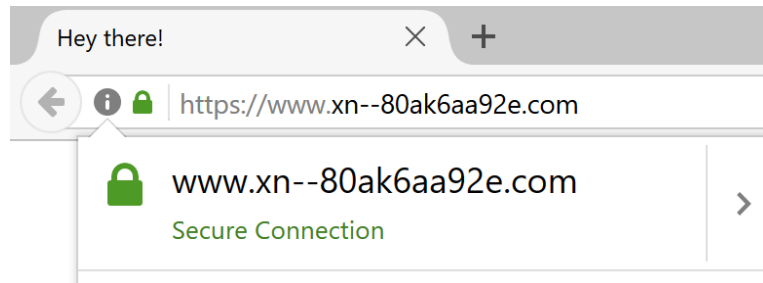 Hey there!
https://www.xn--80ak6aa92e.com
www.xn--80ak6aa92e.com
Secure Connection